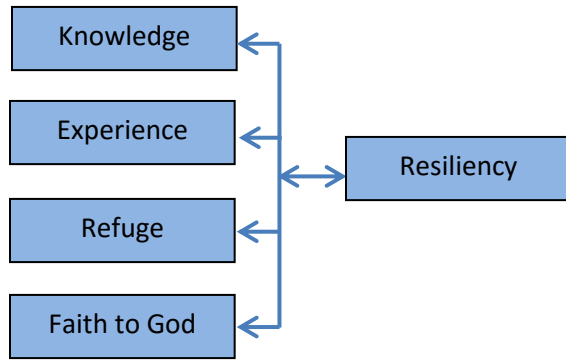 Knowledge
Experience
Resiliency
Refuge
Faith to God